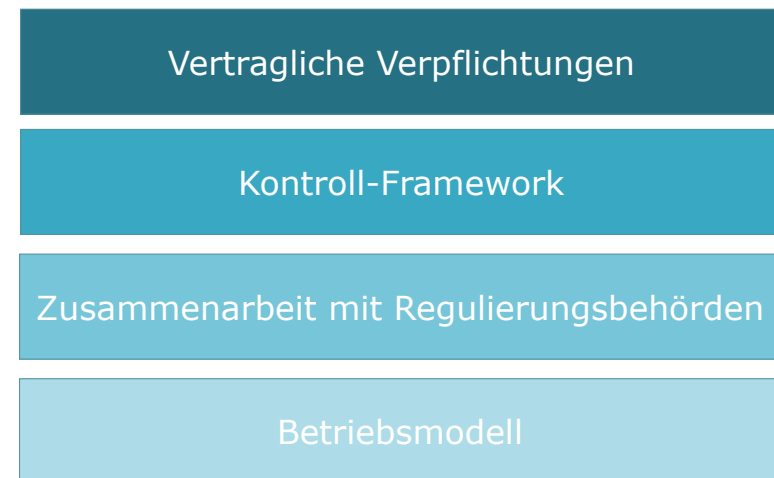 Vertragliche Verpflichtungen
Kontroll-Framework
Zusammenarbeit mit Regulierungsbehörden
Betriebsmodell